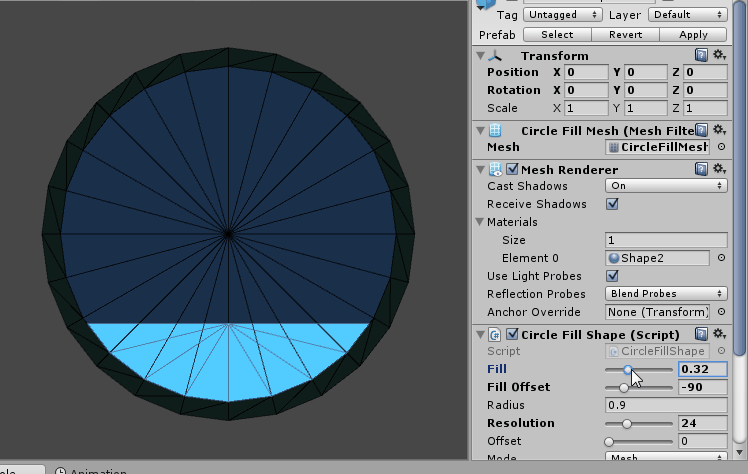 Tag Untagged Layer Default
Prefab Select Revert Apply
Transform
Position X 0 Y 0 Z 0
Rotation X 0 Y 0 Z 0
Scale X 1 Y 1 Z 1
Circle Fill Mesh (Mesh Filte
Mesh CircleFillMesh
Mesh Renderer
Cast Shadows On
Receive Shadows
Materials
Size 1
Element 0 Shape2
Use Light Probes
Reflection Probes Blend Probes
Anchor Override None (Transform)
Circle Fill Shape (Script)
Script CircleFillShape
Fill 0.32
Fill Offset -90
Radius 0.9
Resolution 24
Offset 0
Mode Mesh
Animation